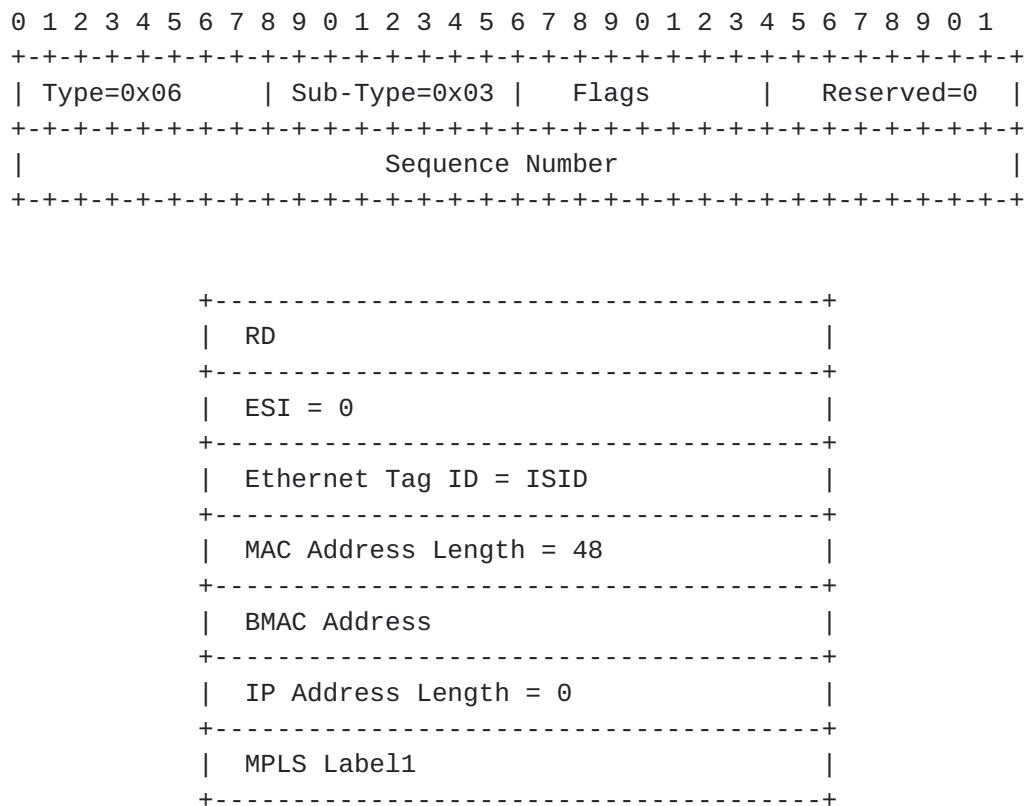 0 1 2 3 4 5 6 7 8 9 0 1 2 3 4 5 6 7 8 9 0 1 2 3 4 5 6 7 8 9 0 1
+-+-+-+-+-+-+-+-+-+-+-+-+-+-+-+-+-+-+-+-+-+-+-+-+-+-+-+-+-+-+-+-+
| Type=0x06     | Sub-Type=0x03 |   Flags       |   Reserved=0  |
+-+-+-+-+-+-+-+-+-+-+-+-+-+-+-+-+-+-+-+-+-+-+-+-+-+-+-+-+-+-+-+-+
|                       Sequence Number                         |
+-+-+-+-+-+-+-+-+-+-+-+-+-+-+-+-+-+-+-+-+-+-+-+-+-+-+-+-+-+-+-+-+
+---------------------------------------+
|  RD                                   |
+---------------------------------------+
|  ESI = 0                              |
+---------------------------------------+
|  Ethernet Tag ID = ISID               |
+---------------------------------------+
|  MAC Address Length = 48              |
+---------------------------------------+
|  BMAC Address                         |
+---------------------------------------+
|  IP Address Length = 0                |
+---------------------------------------+
|  MPLS Label1                          |
+---------------------------------------+